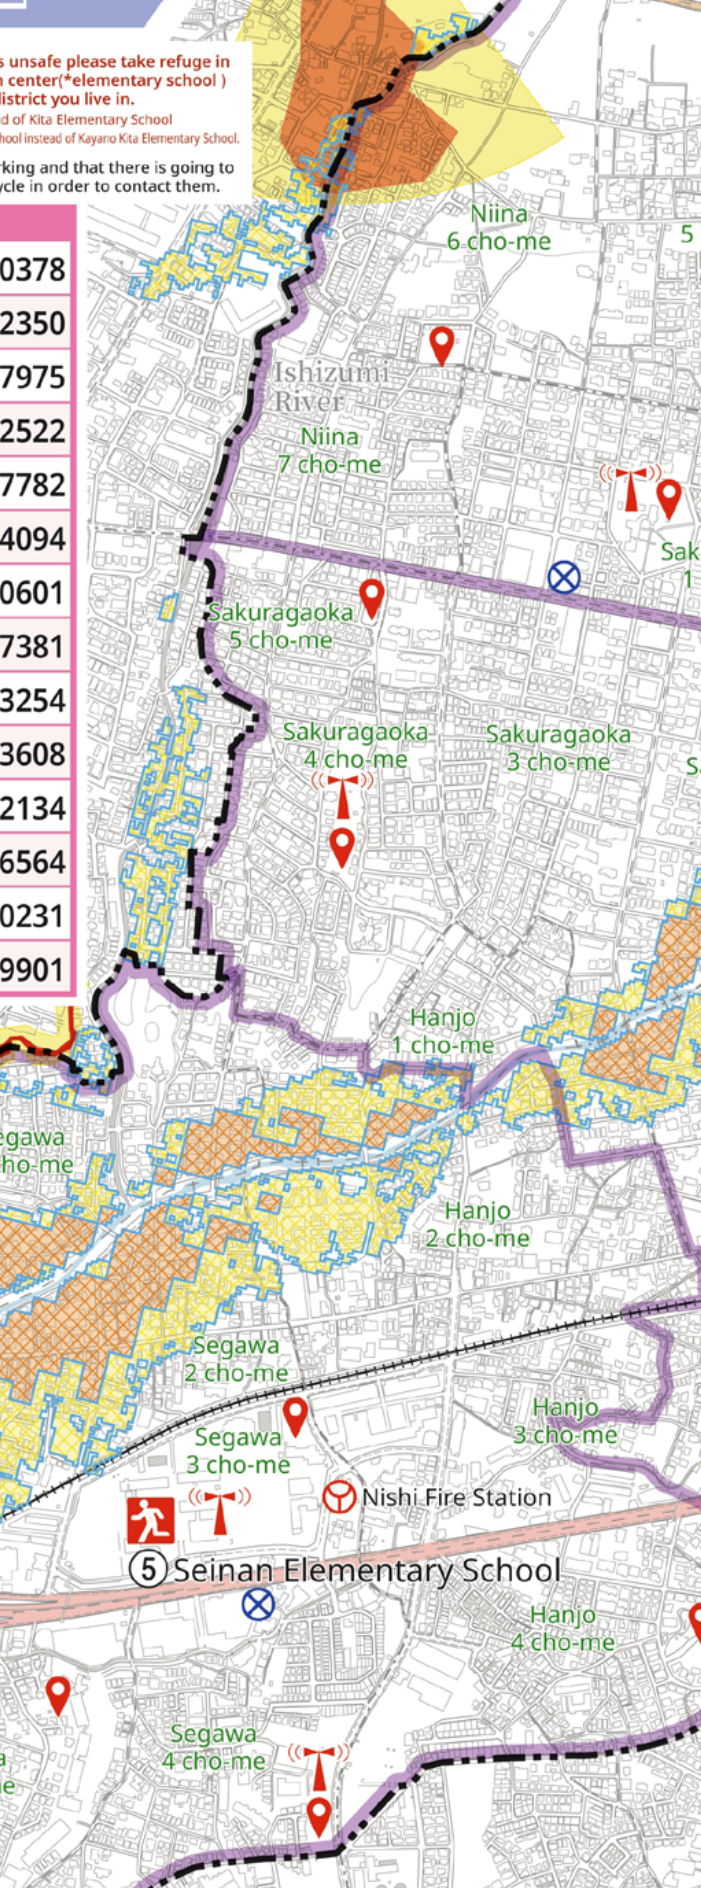 s unsafe please take refuge in
n center(*elementary school )
district you live in.
d of Kita Elementary School
hool instead of Kayano Kita Elementary School.
rking and that there is going to
ycle in order to contact them.
0378
2350
7975
2522
7782
4094
0601
7381
3254
3608
2134
6564
0231
9901
Niina
6 cho-me
5
Ishizumi
River
Niina
7 cho-me
Sak
1
Sakuragaoka
5 cho-me
Sakuragaoka
4 cho-me
Sakuragaoka
3 cho-me
Sa
Hanjo
1 cho-me
egawa
ho-me
Hanjo
2 cho-me
Segawa
2 cho-me
Hanjo
3 cho-me
Segawa
3 cho-me
Nishi Fire Station
⑤ Seinan Elementary School
Hanjo
4 cho-me
Segawa
4 cho-me
a
e